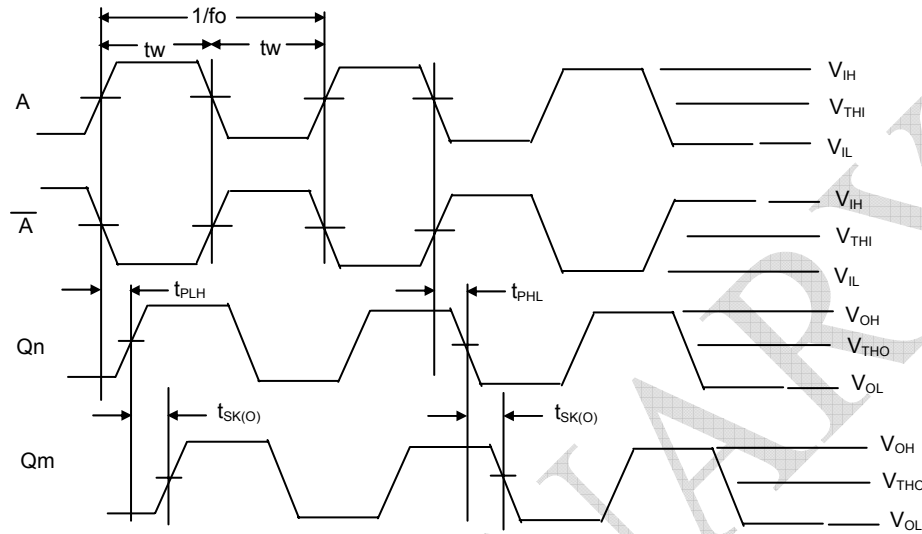 1/fo
tw tw
A
V_IH
V_THI
V_IL
A̅
V_IH
V_THI
V_IL
t_PLH t_PHL
Qn
V_OH
V_THO
V_OL
t_SK(O) t_SK(O)
Qm
V_OH
V_THO
V_OL